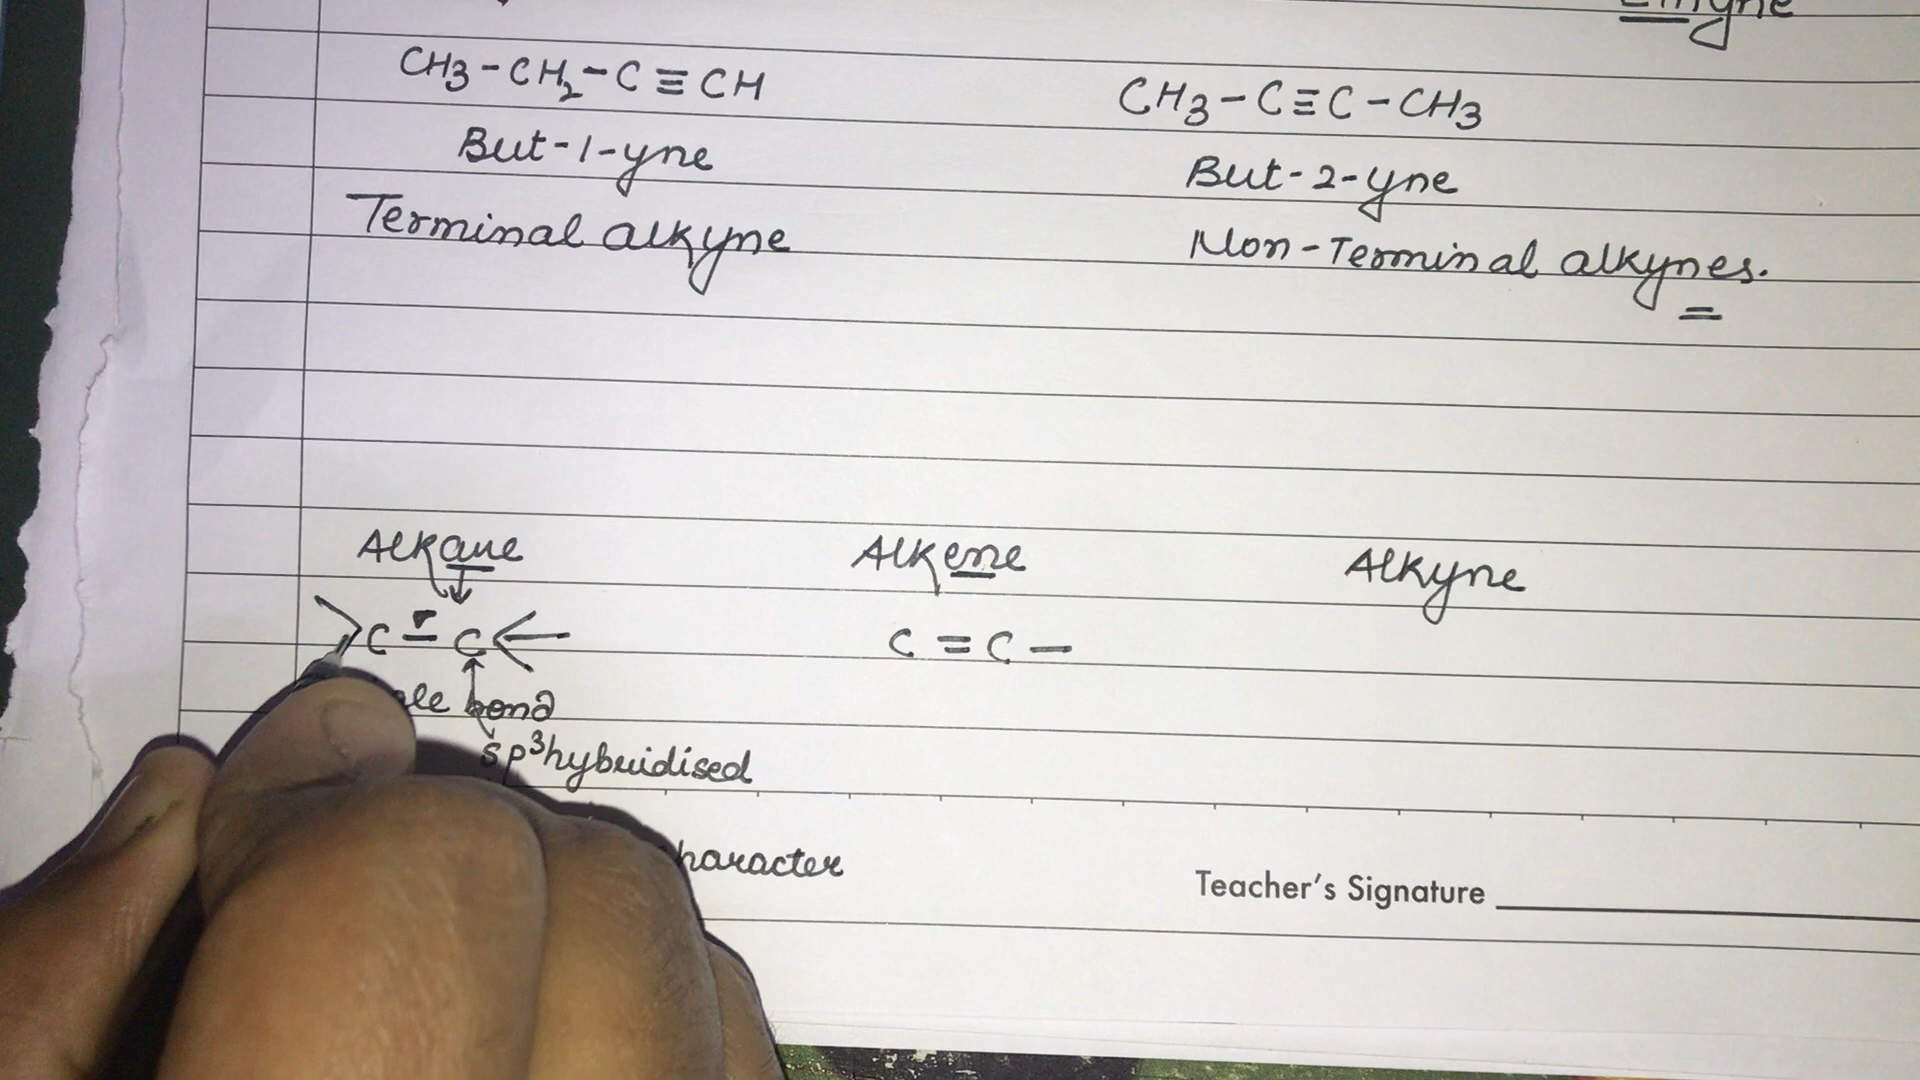 CH3-CH2-C≡CH CH3-C≡C-CH3
But-1-yne But-2-yne
Terminal alkyne Non-Terminal alkynes.
Alkane Alkene Alkyne
C-C C=C-
bond
sp3hybridised
Teacher's Signature